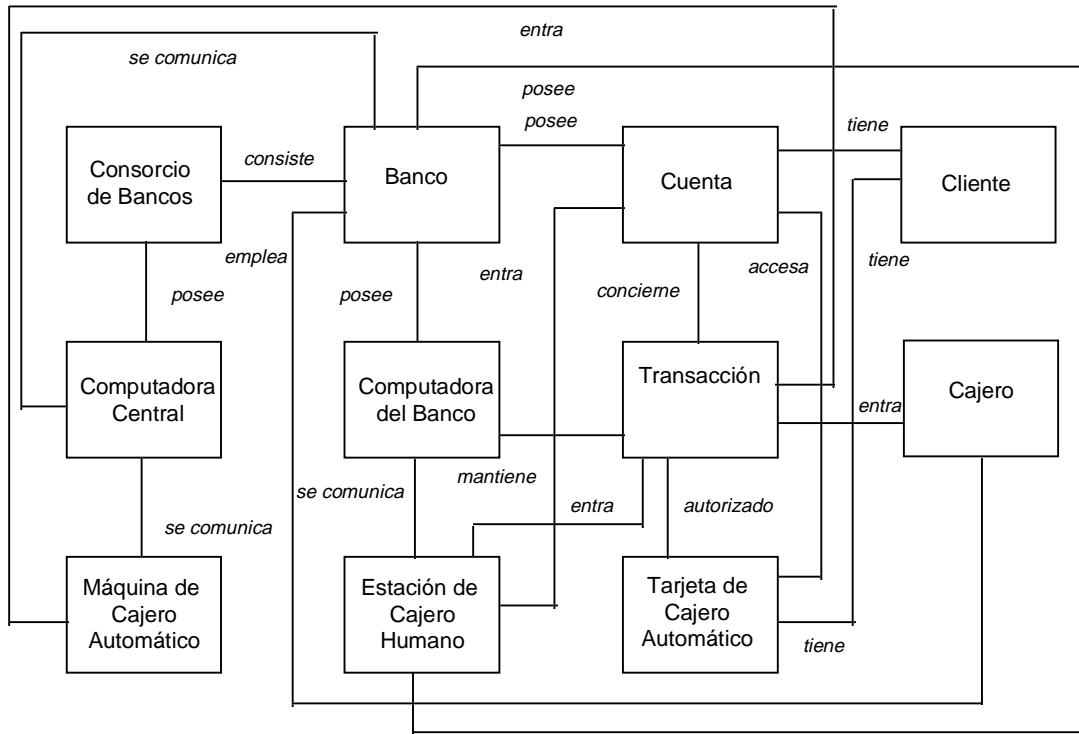 entra
se comunica
posee
posee
tiene
Consorcio
de Bancos
consiste
Banco
Cuenta
Cliente
emplea
entra
accesa
tiene
posee
posee
concierne
Computadora
Central
Computadora
del Banco
Transacción
entra
Cajero
se comunica
mantiene
entra
autorizado
se comunica
Máquina de
Cajero
Automático
Estación de
Cajero
Humano
Tarjeta de
Cajero
Automático
tiene